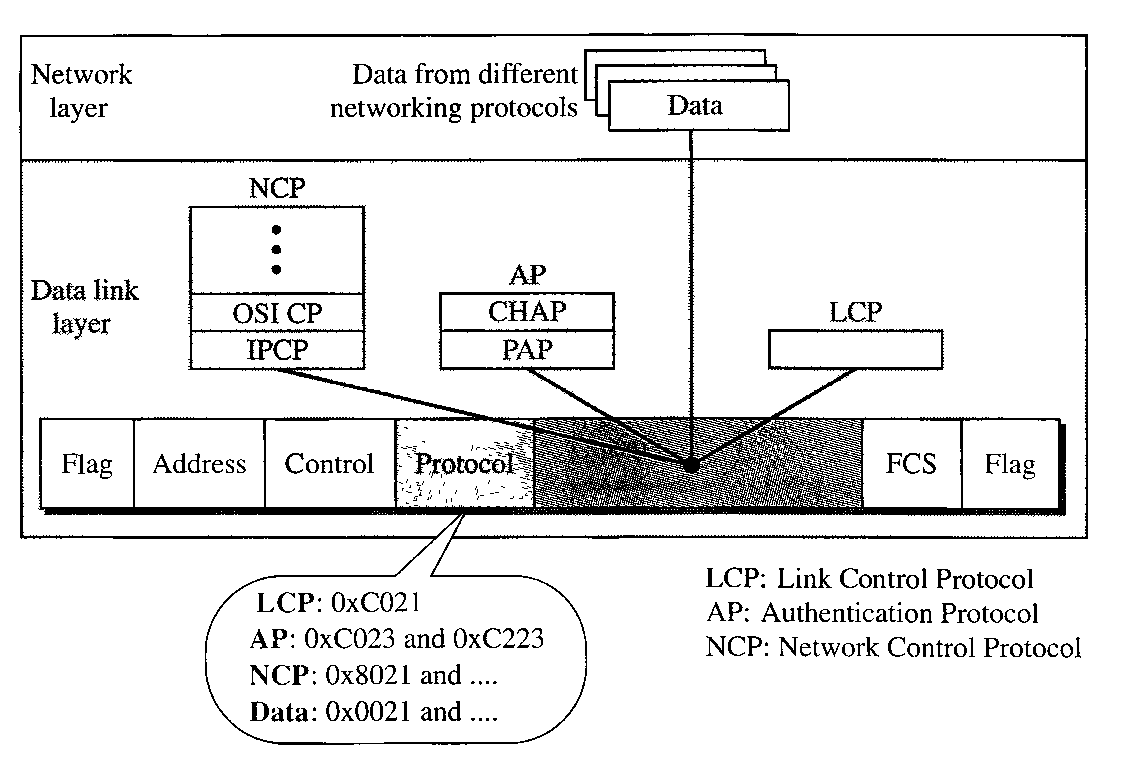 Network
layer
Data from different
networking protocols
Data
NCP
OSI CP
IPCP
Data link
layer
AP
CHAP
PAP
LCP
Flag
Address
Control
Protocol
FCS
Flag
LCP: 0xC021
AP: 0xC023 and 0xC223
NCP: 0x8021 and ....
Data: 0x0021 and ....
LCP: Link Control Protocol
AP: Authentication Protocol
NCP: Network Control Protocol